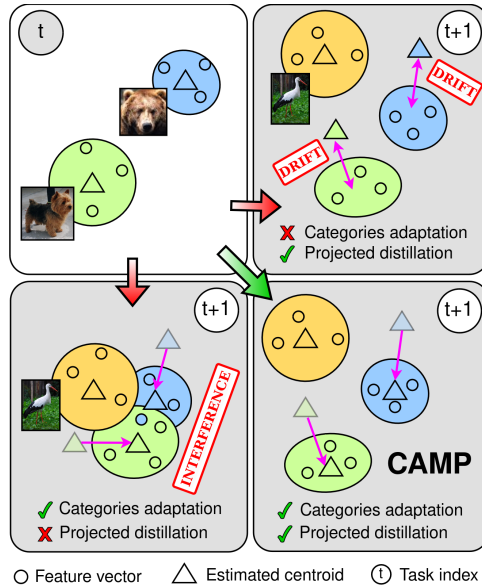 t
t+1
DRIFT
DRIFT
✗ Categories adaptation
✓ Projected distillation
t+1
INTERFERENCE
✓ Categories adaptation
✗ Projected distillation
t+1
CAMP
✓ Categories adaptation
✓ Projected distillation
Feature vector
Estimated centroid
t Task index